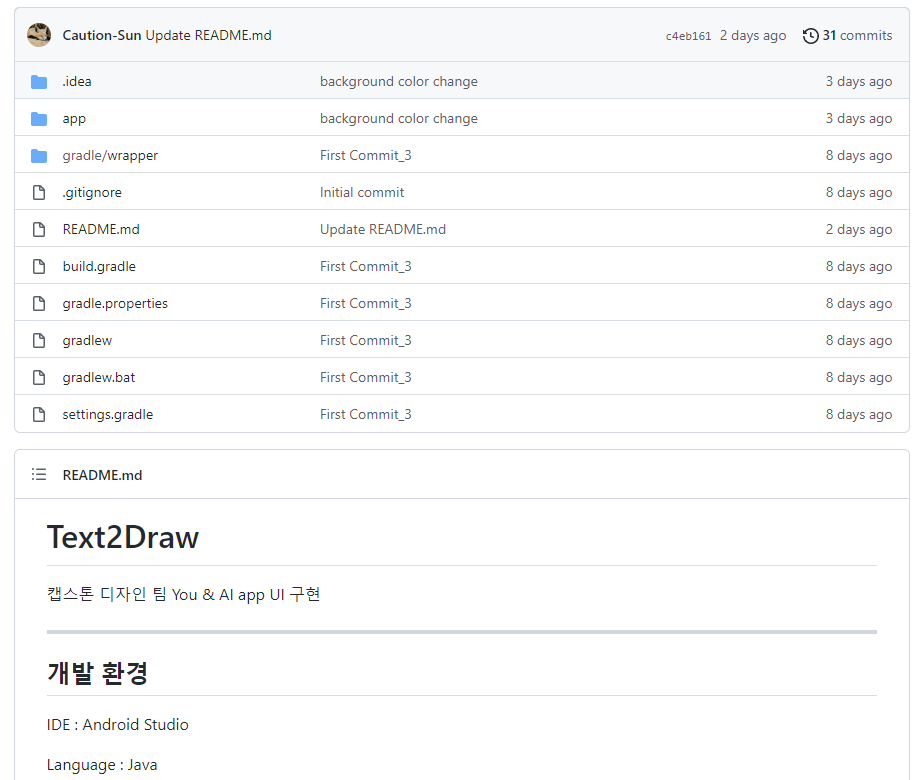 Caution-Sun Update README.md c4eb161 2 days ago 31 commits
.idea background color change 3 days ago
app background color change 3 days ago
gradle/wrapper First Commit_3 8 days ago
.gitignore Initial commit 8 days ago
README.md Update README.md 2 days ago
build.gradle First Commit_3 8 days ago
gradle.properties First Commit_3 8 days ago
gradlew First Commit_3 8 days ago
gradlew.bat First Commit_3 8 days ago
settings.gradle First Commit_3 8 days ago
README.md
Text2Draw
캡스톤 디자인 팀 You & AI app UI 구현
개발 환경
IDE : Android Studio
Language : Java